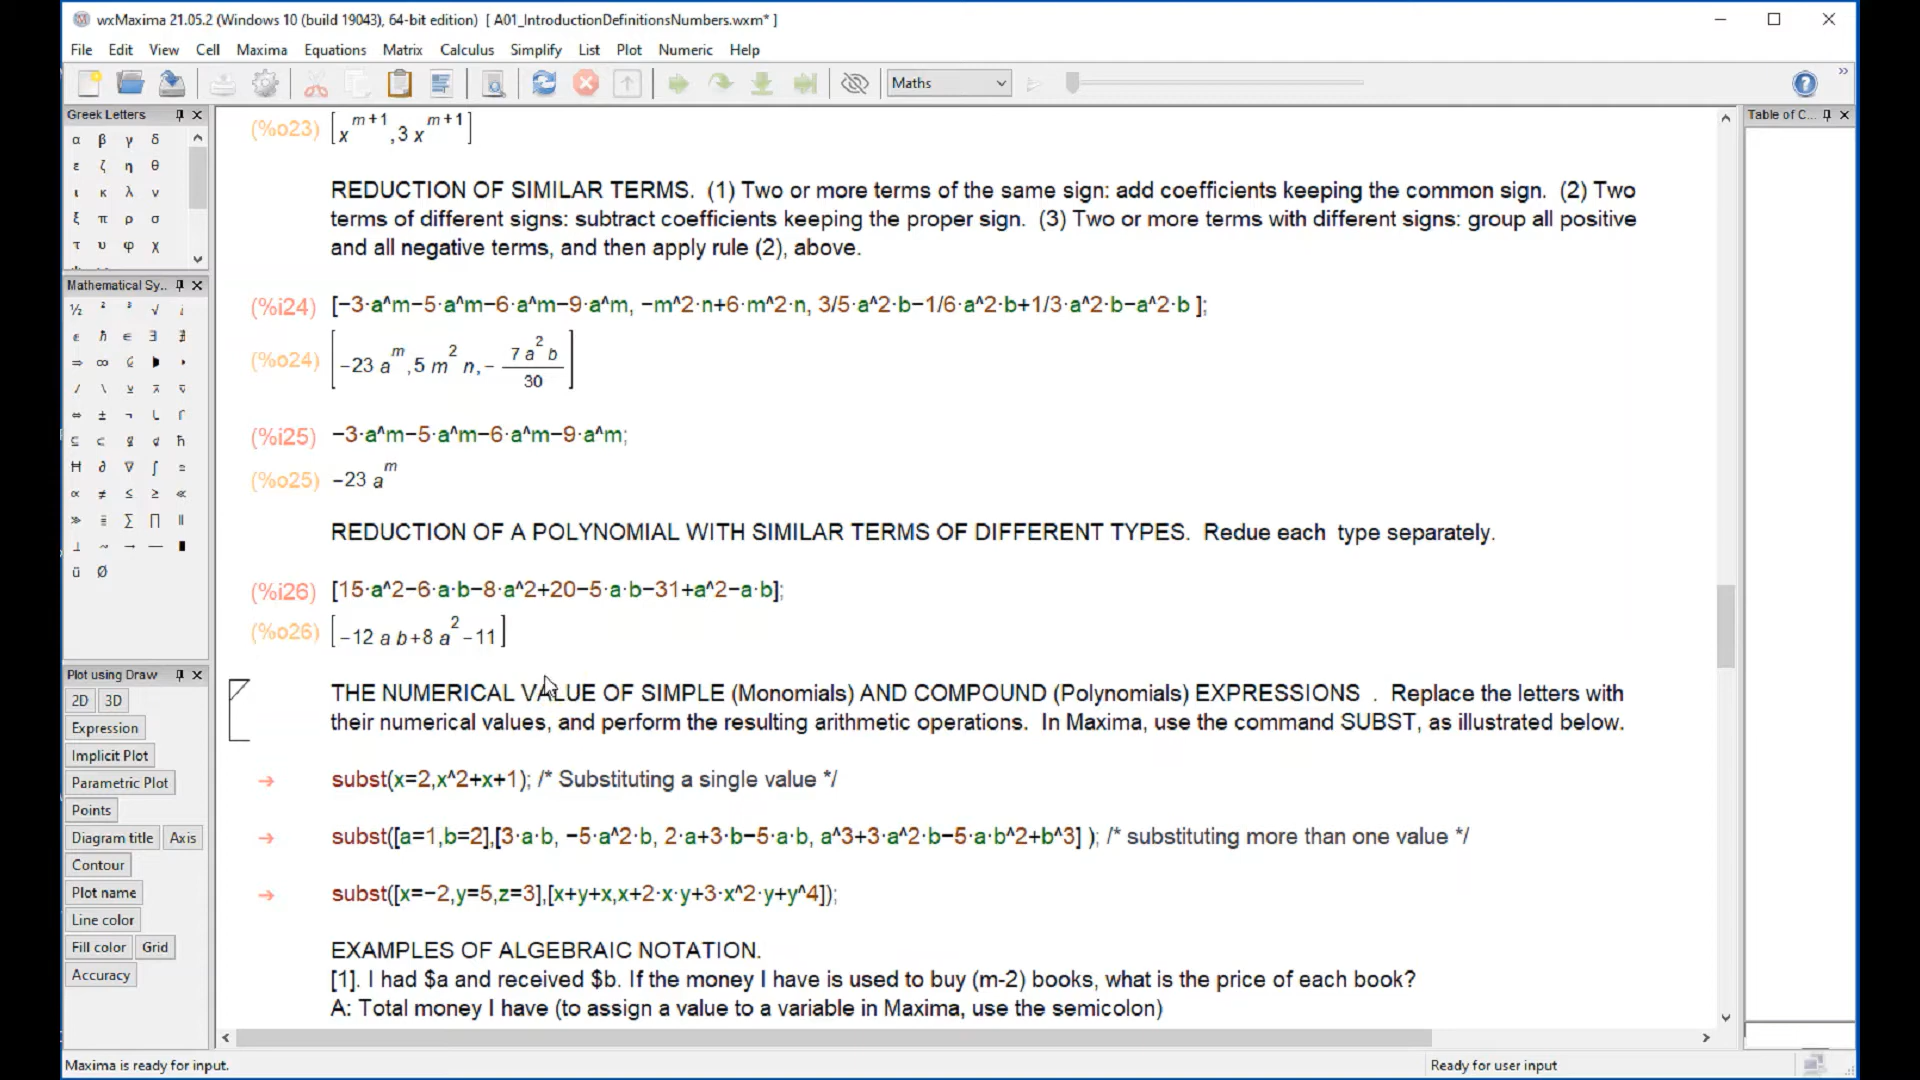 wxMaxima 21.05.2 (Windows 10 (build 19043), 64-bit edition) [ A01_IntroductionDefinitionsNumbers.wxm* ]
File Edit View Cell Maxima Equations Matrix Calculus Simplify List Plot Numeric Help
Maths
Greek Letters
α β γ δ
ε ζ η θ
ι κ λ ν
ξ π ρ σ
τ υ φ χ
Mathematical Sy..
½ ² ³ √ i
e ħ ∈ ∃ ∄
⇒ ∞
Plot using Draw
2D 3D
Expression
Implicit Plot
Parametric Plot
Points
Diagram title Axis
Contour
Plot name
Line color
Fill color Grid
Accuracy
Table of C...
(%o23) [x^(m+1),3 x^(m+1)]
REDUCTION OF SIMILAR TERMS. (1) Two or more terms of the same sign: add coefficients keeping the common sign. (2) Two
terms of different signs: subtract coefficients keeping the proper sign. (3) Two or more terms with different signs: group all positive
and all negative terms, and then apply rule (2), above.
(%i24) [−3·a^m−5·a^m−6·a^m−9·a^m, −m^2·n+6·m^2·n, 3/5·a^2·b−1/6·a^2·b+1/3·a^2·b−a^2·b ];
(%o24) [−23 a^m,5 m^2 n,− 7 a^2 b / 30]
(%i25) −3·a^m−5·a^m−6·a^m−9·a^m;
(%o25) −23 a^m
REDUCTION OF A POLYNOMIAL WITH SIMILAR TERMS OF DIFFERENT TYPES. Redue each type separately.
(%i26) [15·a^2−6·a·b−8·a^2+20−5·a·b−31+a^2−a·b];
(%o26) [−12 a b+8 a^2−11]
THE NUMERICAL VALUE OF SIMPLE (Monomials) AND COMPOUND (Polynomials) EXPRESSIONS . Replace the letters with
their numerical values, and perform the resulting arithmetic operations. In Maxima, use the command SUBST, as illustrated below.
→ subst(x=2,x^2+x+1); /* Substituting a single value */
→ subst([a=1,b=2],[3·a·b, −5·a^2·b, 2·a+3·b−5·a·b, a^3+3·a^2·b−5·a·b^2+b^3] ); /* substituting more than one value */
→ subst([x=−2,y=5,z=3],[x+y+x,x+2·x·y+3·x^2·y+y^4]);
EXAMPLES OF ALGEBRAIC NOTATION.
[1]. I had $a and received $b. If the money I have is used to buy (m-2) books, what is the price of each book?
A: Total money I have (to assign a value to a variable in Maxima, use the semicolon)
Maxima is ready for input.
Ready for user input